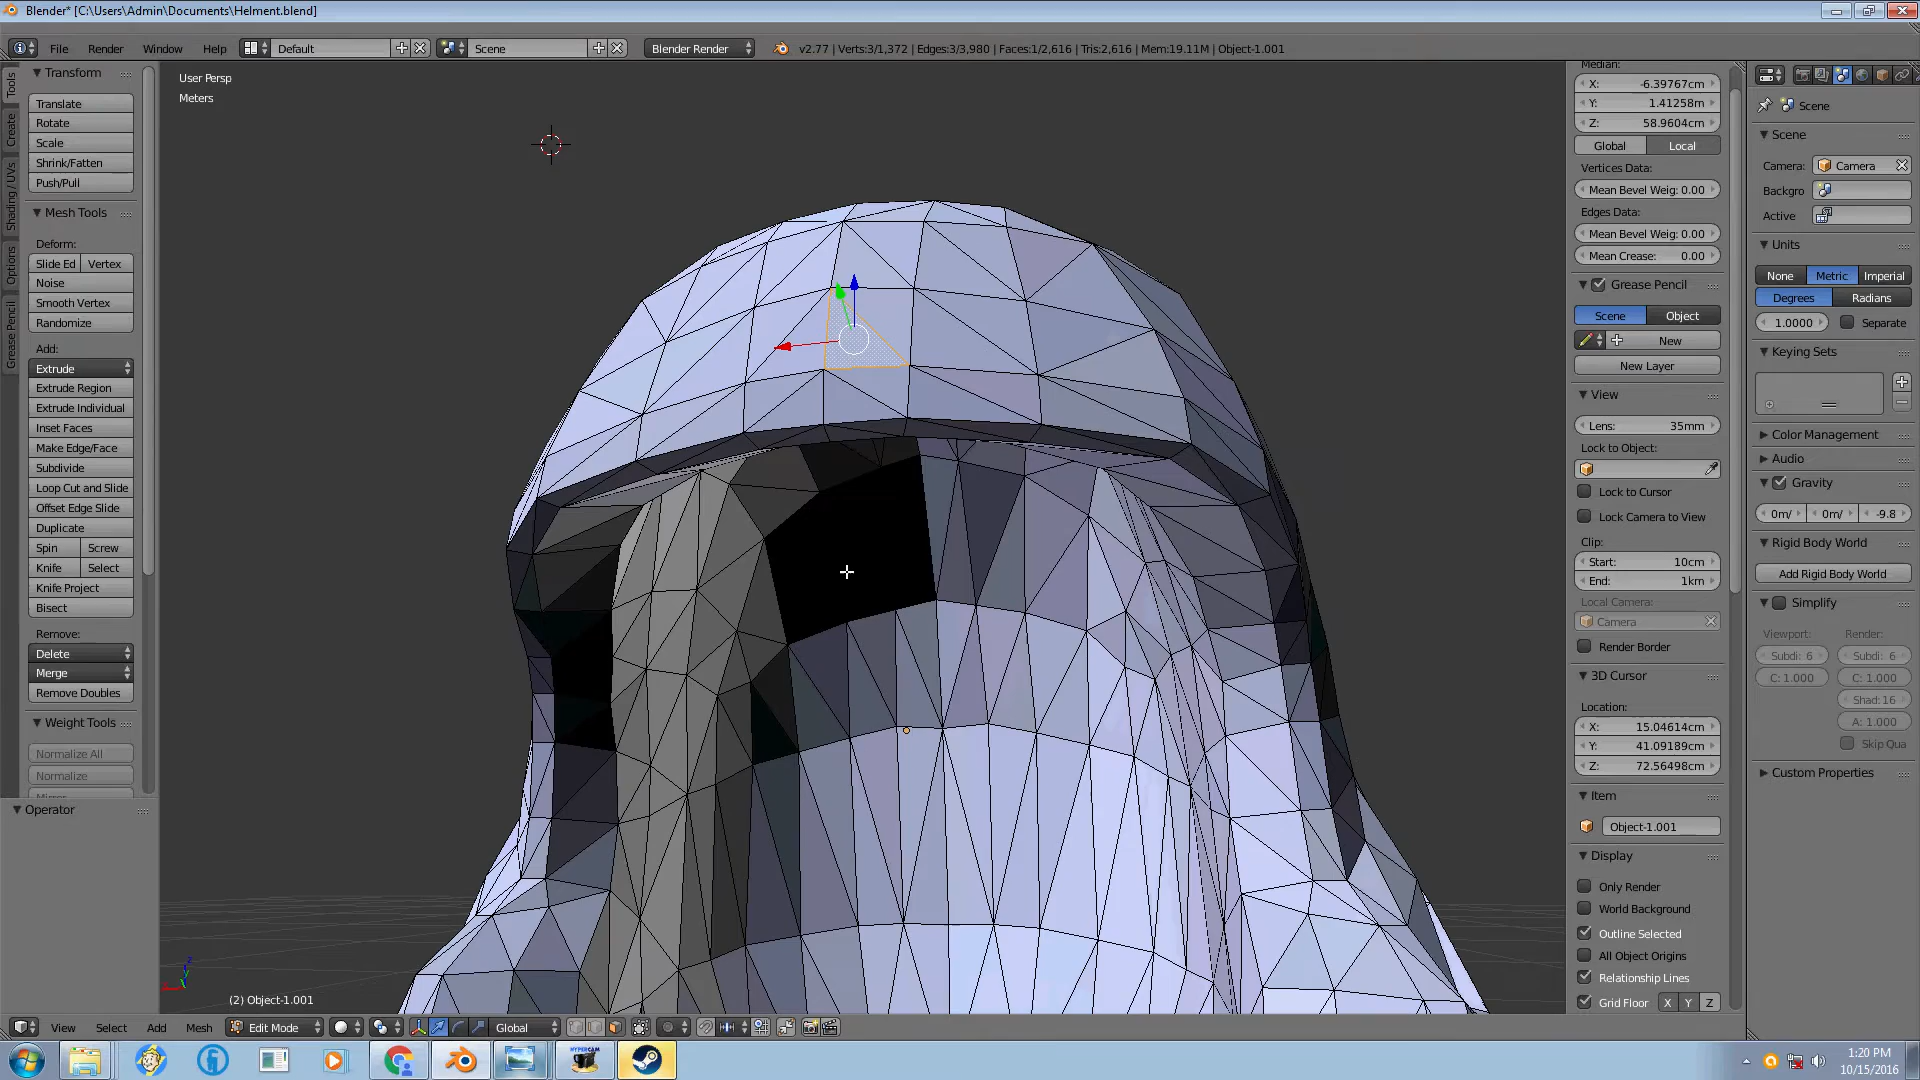 Blender* [C:\Users\Admin\Documents\Helment.blend]
File Render Window Help Default Scene Blender Render v2.77 | Verts:3/1,372 | Edges:3/3,980 | Faces:1/2,616 | Tris:2,616 | Mem:19.11M | Object-1.001
Tools
Create
Shading / UVs
Options
Grease Pencil
Transform
Translate
Rotate
Scale
Shrink/Fatten
Push/Pull
Mesh Tools
Deform:
Slide Ed Vertex
Noise
Smooth Vertex
Randomize
Add:
Extrude
Extrude Region
Extrude Individual
Inset Faces
Make Edge/Face
Subdivide
Loop Cut and Slide
Offset Edge Slide
Duplicate
Spin Screw
Knife Select
Knife Project
Bisect
Remove:
Delete
Merge
Remove Doubles
Weight Tools
Normalize All
Normalize
Operator
User Persp
Meters
(2) Object-1.001
View Select Add Mesh Edit Mode Global
Median:
X: -6.39767cm
Y: 1.41258m
Z: 58.9604cm
Global Local
Vertices Data:
Mean Bevel Weig: 0.00
Edges Data:
Mean Bevel Weig: 0.00
Mean Crease: 0.00
Grease Pencil
Scene Object
New
New Layer
View
Lens: 35mm
Lock to Object:
Lock to Cursor
Lock Camera to View
Clip:
Start: 10cm
End: 1km
Local Camera:
Camera
Render Border
3D Cursor
Location:
X: 15.04614cm
Y: 41.09189cm
Z: 72.56498cm
Item
Object-1.001
Display
Only Render
World Background
Outline Selected
All Object Origins
Relationship Lines
Grid Floor X Y Z
Scene
Scene
Camera: Camera
Backgro
Active
Units
None Metric Imperial
Degrees Radians
1.0000 Separate
Keying Sets
Color Management
Audio
Gravity
0m/ 0m/ -9.8
Rigid Body World
Add Rigid Body World
Simplify
Viewport: Render:
Subdi: 6 Subdi: 6
C: 1.000 C: 1.000
Shad: 16
A: 1.000
Skip Qua
Custom Properties
HYPERCAM
1:20 PM
10/15/2016